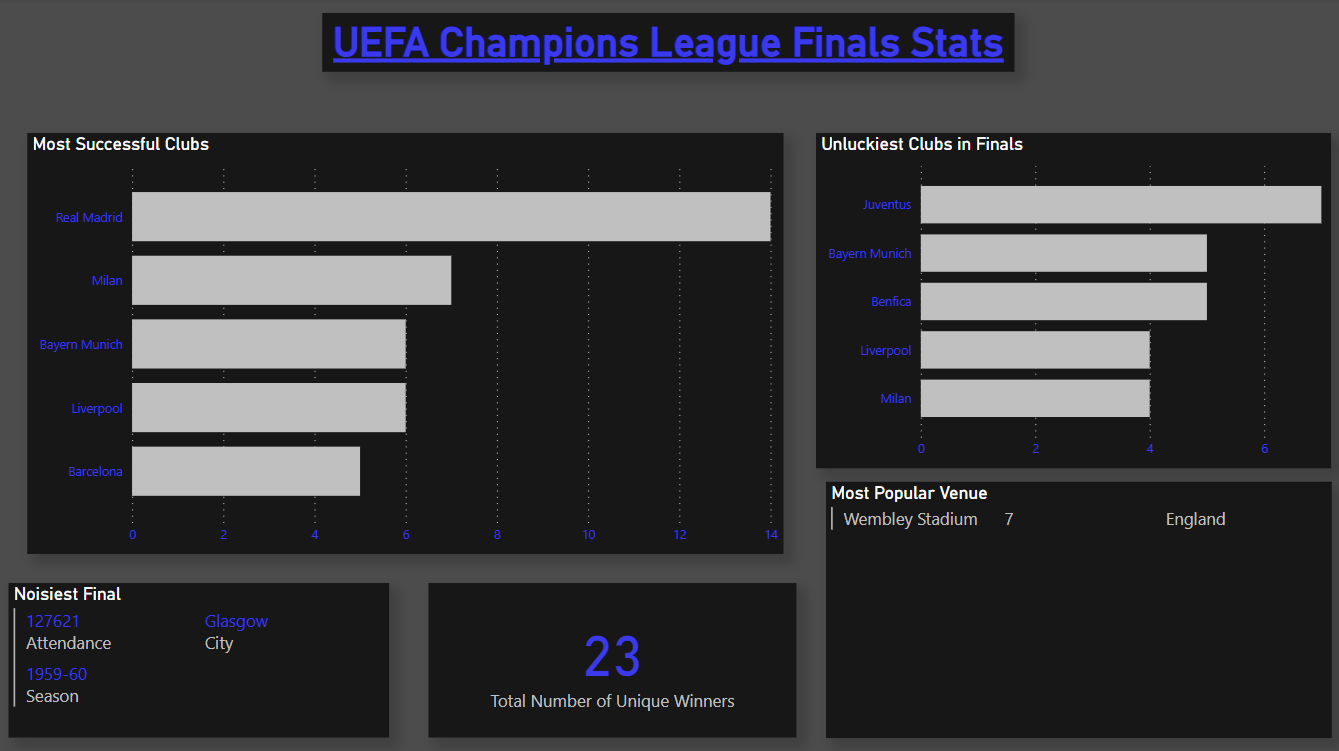 UEFA Champions League Finals Stats
Most Successful Clubs
Real Madrid
Milan
Bayern Munich
Liverpool
Barcelona
0 2 4 6 8 10 12 14
Unluckiest Clubs in Finals
Juventus
Bayern Munich
Benfica
Liverpool
Milan
0 2 4 6
Most Popular Venue
Wembley Stadium 7 England
Noisiest Final
127621 Glasgow
Attendance City
1959-60
Season
23
Total Number of Unique Winners